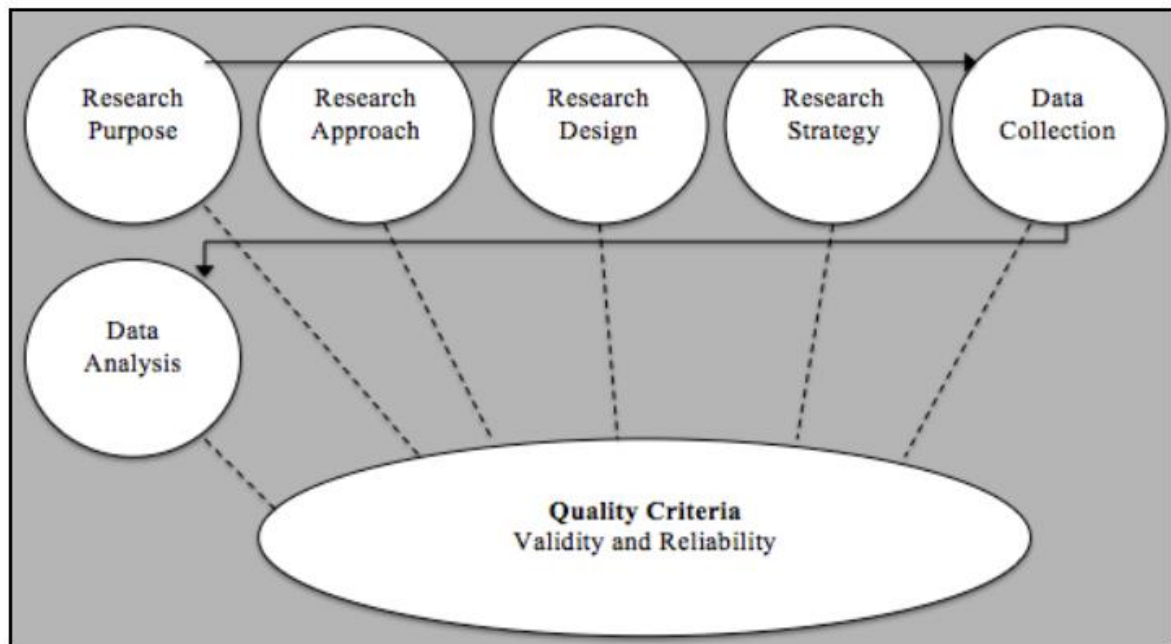 Research
Purpose
Research
Approach
Research
Design
Research
Strategy
Data
Collection
Data
Analysis
Quality Criteria
Validity and Reliability